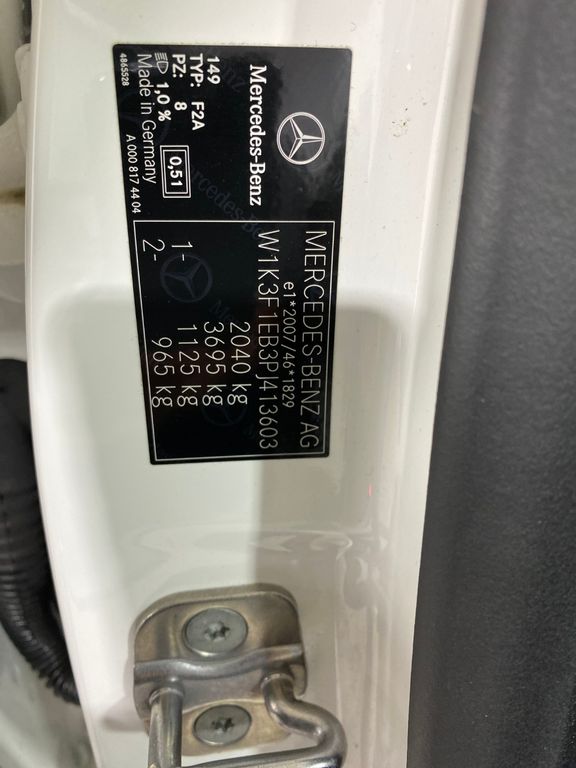 Mercedes-Benz
149
TYP: F2A
PZ: 8
1,0 % 0,51
Made in Germany
4865528 A 000 817 44 04
MERCEDES-BENZ AG
e1*2007/46*1829
W1K3F1EB3PJ413603
2040 kg
3695 kg
1- 1125 kg
2- 965 kg